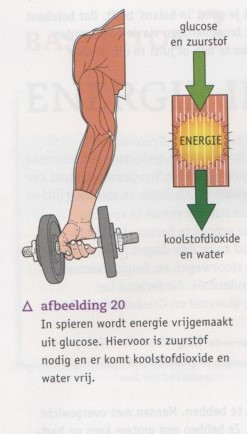 glucose
en zuurstof
ENERGIE
koolstofdioxide
en water
△ afbeelding 20
In spieren wordt energie vrijgemaakt
uit glucose. Hiervoor is zuurstof
nodig en er komt koolstofdioxide en
water vrij.